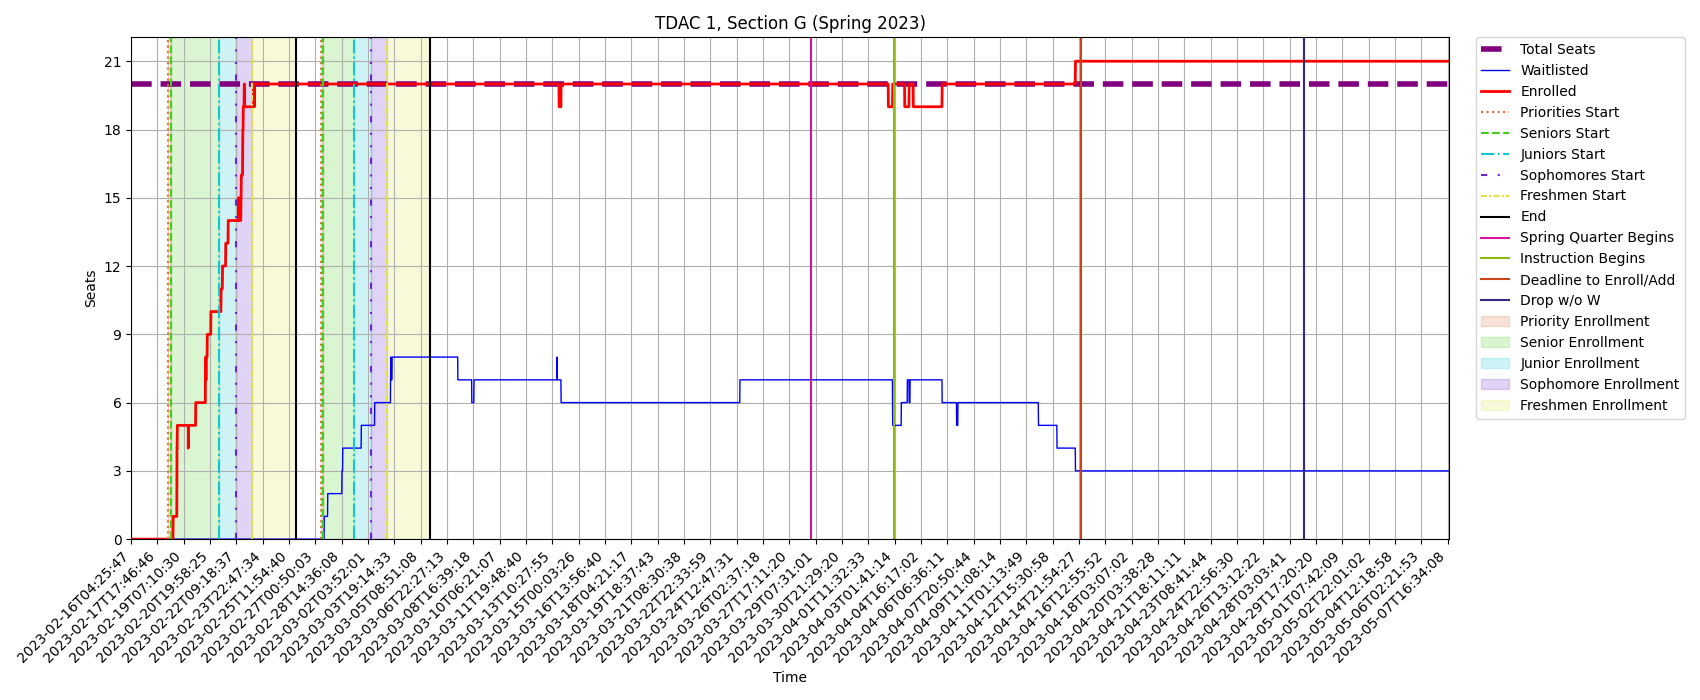 TDAC 1, Section G (Spring 2023)
Seats
21
18
15
12
9
6
3
0
2023-02-16T04:25:47
2023-02-17T17:46:46
2023-02-19T07:10:30
2023-02-20T19:58:25
2023-02-22T09:18:37
2023-02-23T22:47:34
2023-02-25T11:54:40
2023-02-27T00:50:03
2023-02-28T14:36:08
2023-03-02T03:52:01
2023-03-03T19:14:33
2023-03-05T08:51:08
2023-03-06T22:27:13
2023-03-08T16:39:18
2023-03-10T06:21:07
2023-03-11T19:48:40
2023-03-13T10:27:55
2023-03-15T00:03:26
2023-03-16T13:56:40
2023-03-18T04:21:17
2023-03-19T18:37:43
2023-03-21T08:30:38
2023-03-22T22:33:59
2023-03-24T12:47:31
2023-03-26T02:37:18
2023-03-27T17:11:20
2023-03-29T07:31:01
2023-03-30T21:29:20
2023-04-01T11:32:33
2023-04-03T01:41:14
2023-04-04T16:17:02
2023-04-06T06:36:11
2023-04-07T20:50:44
2023-04-09T11:08:14
2023-04-11T01:13:49
2023-04-12T15:30:58
2023-04-14T21:54:27
2023-04-16T12:55:52
2023-04-18T03:07:02
2023-04-20T03:38:28
2023-04-21T18:11:11
2023-04-23T08:41:44
2023-04-24T22:56:30
2023-04-26T13:12:22
2023-04-28T03:03:41
2023-04-29T17:20:20
2023-05-01T07:42:09
2023-05-02T22:01:02
2023-05-04T12:18:58
2023-05-06T02:21:53
2023-05-07T16:34:08
Time
Total Seats
Waitlisted
Enrolled
Priorities Start
Seniors Start
Juniors Start
Sophomores Start
Freshmen Start
End
Spring Quarter Begins
Instruction Begins
Deadline to Enroll/Add
Drop w/o W
Priority Enrollment
Senior Enrollment
Junior Enrollment
Sophomore Enrollment
Freshmen Enrollment